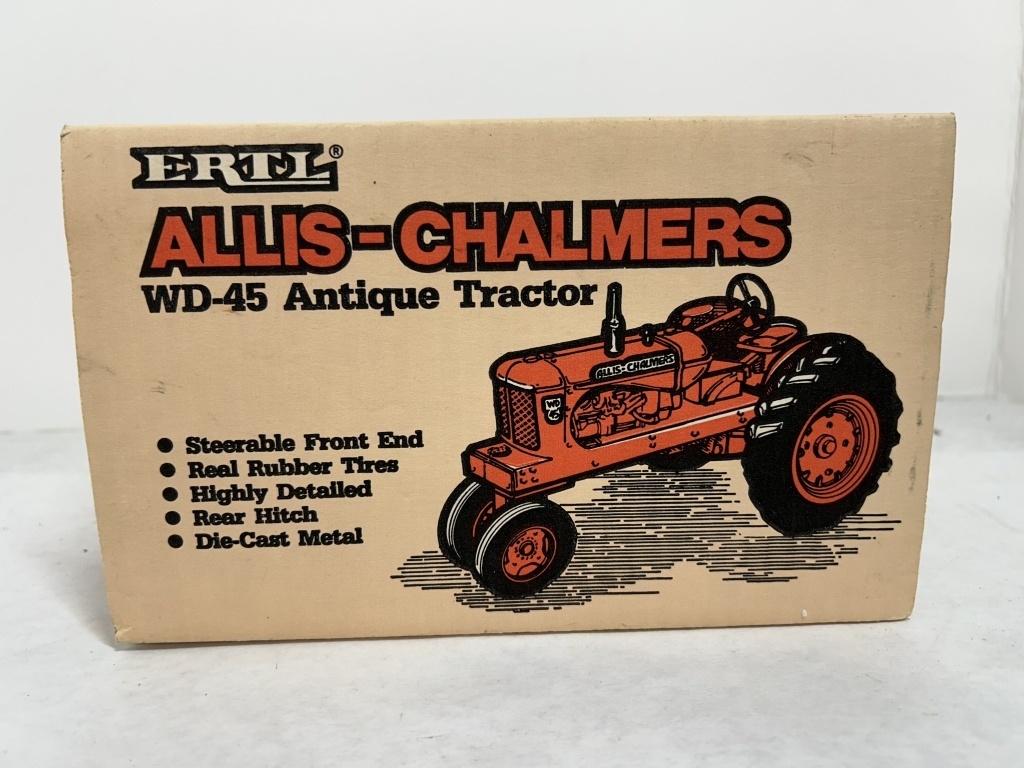 ERTL®
ALLIS-CHALMERS
WD-45 Antique Tractor
ALLIS-CHALMERS
WD
45
• Steerable Front End
• Real Rubber Tires
• Highly Detailed
• Rear Hitch
• Die-Cast Metal